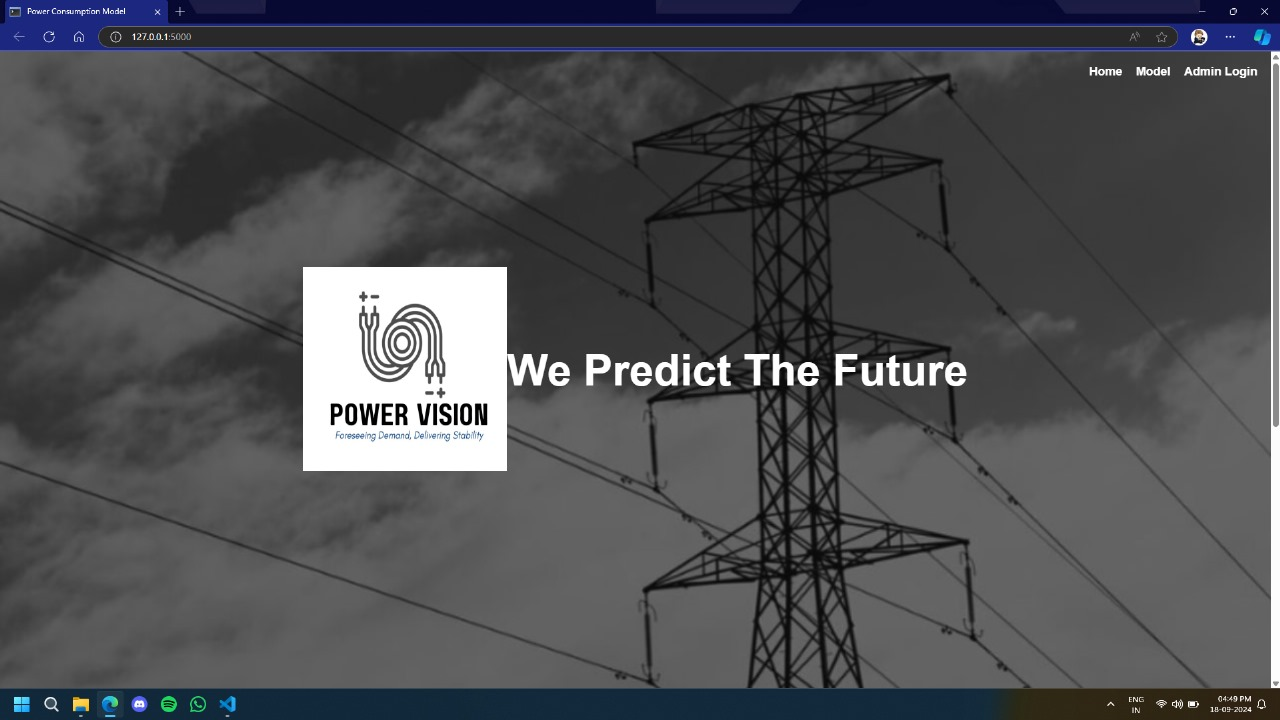 Power Consumption Model
127.0.0.1:5000
Home Model Admin Login
We Predict The Future
POWER VISION
Foreseeing Demand, Delivering Stability
ENG
IN
04:49 PM
18-09-2024